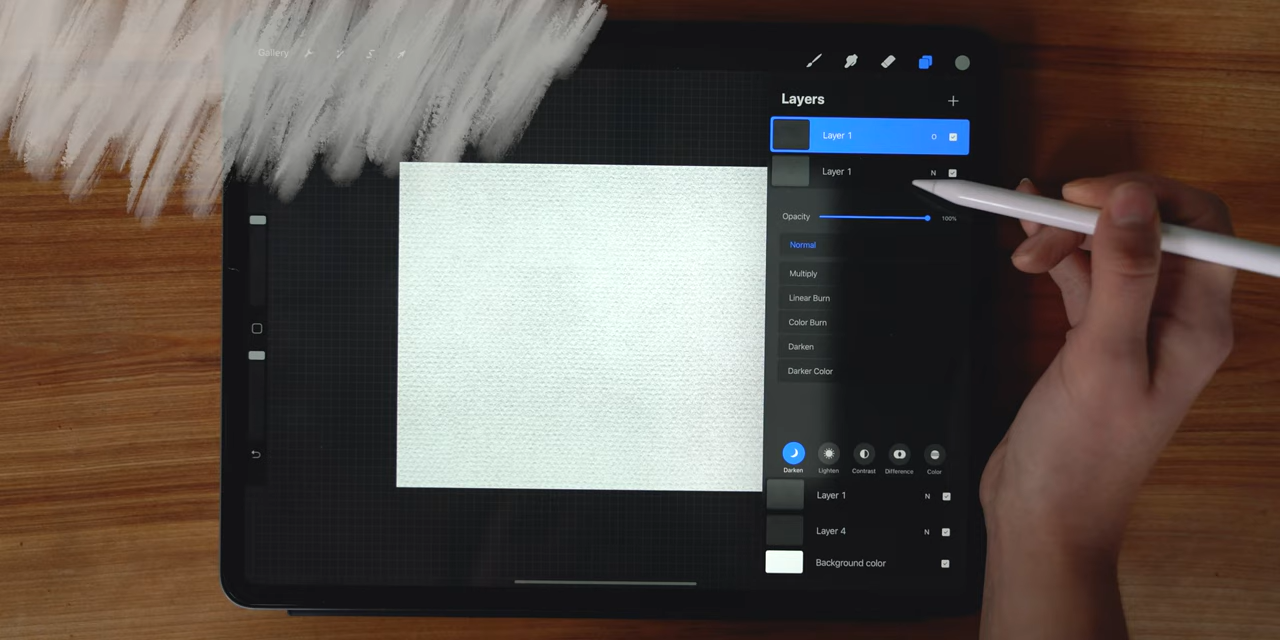 Gallery
Layers
Layer 1 O
Layer 1 N
Opacity 100%
Normal
Multiply
Linear Burn
Color Burn
Darken
Darker Color
Darken Lighten Contrast Difference Color
Layer 1 N
Layer 4 N
Background color